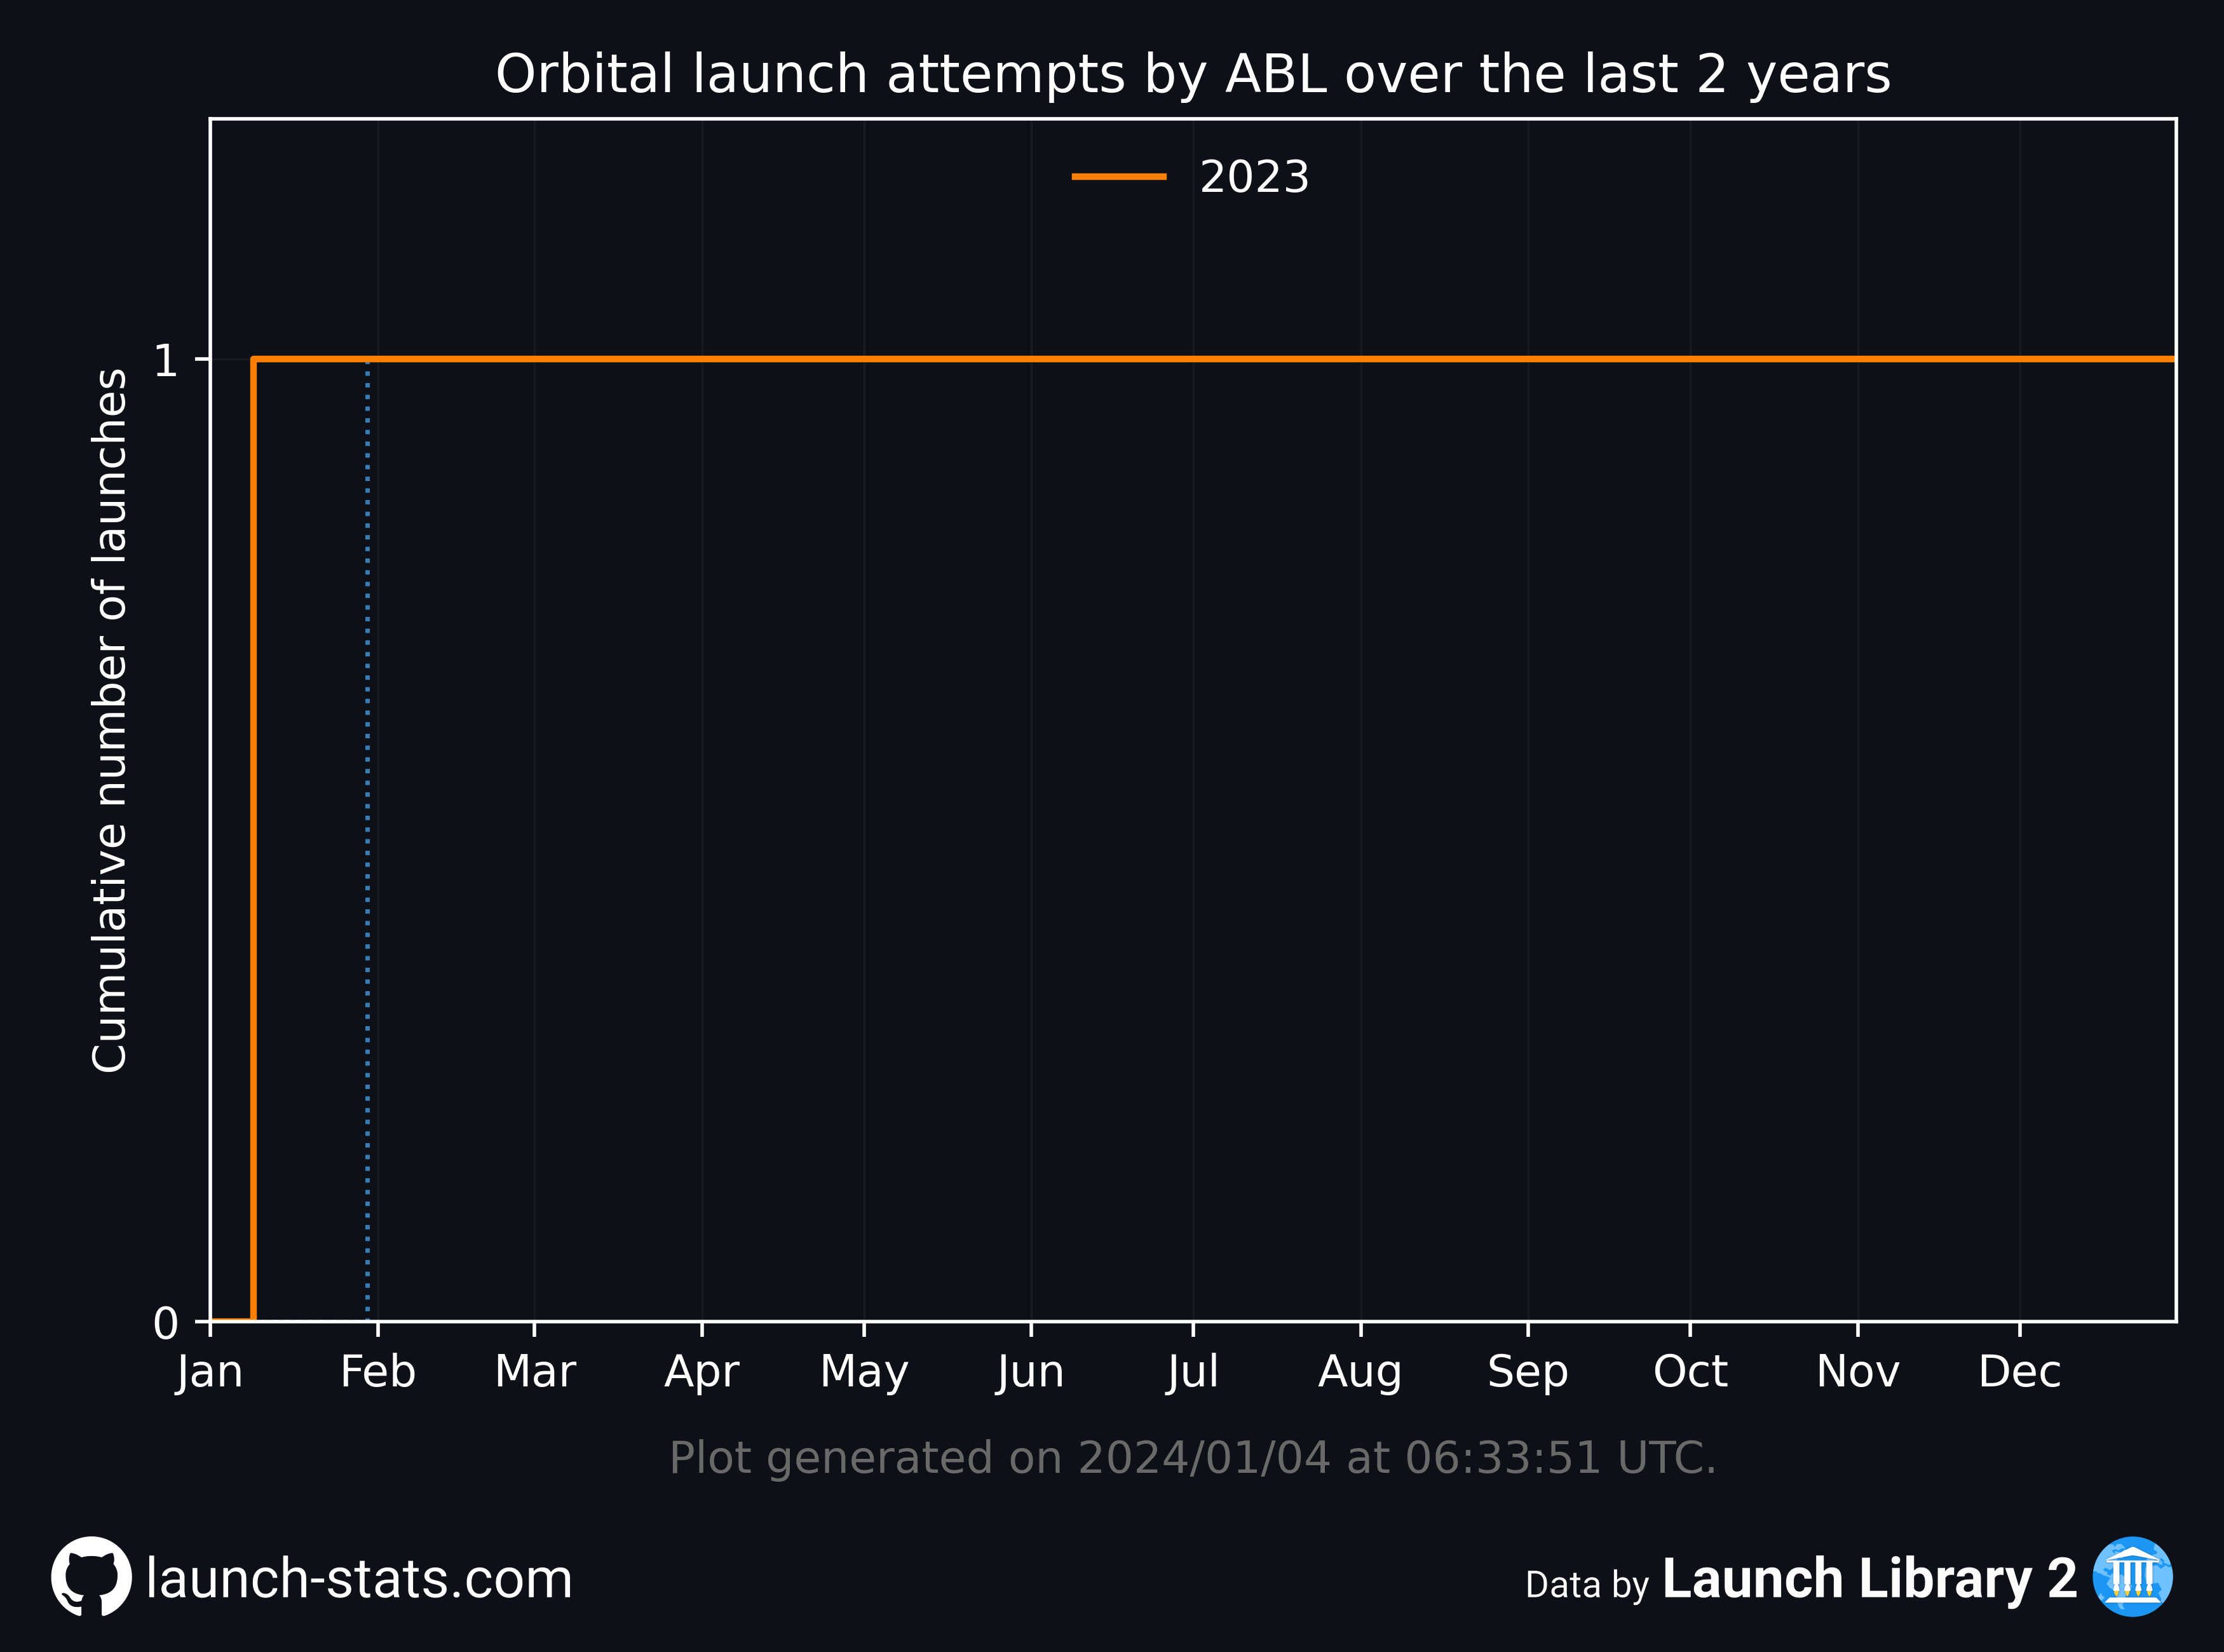 Orbital launch attempts by ABL over the last 2 years
2023
Cumulative number of launches
1
0
Jan Feb Mar Apr May Jun Jul Aug Sep Oct Nov Dec
Plot generated on 2024/01/04 at 06:33:51 UTC.
launch-stats.com
Data by Launch Library 2